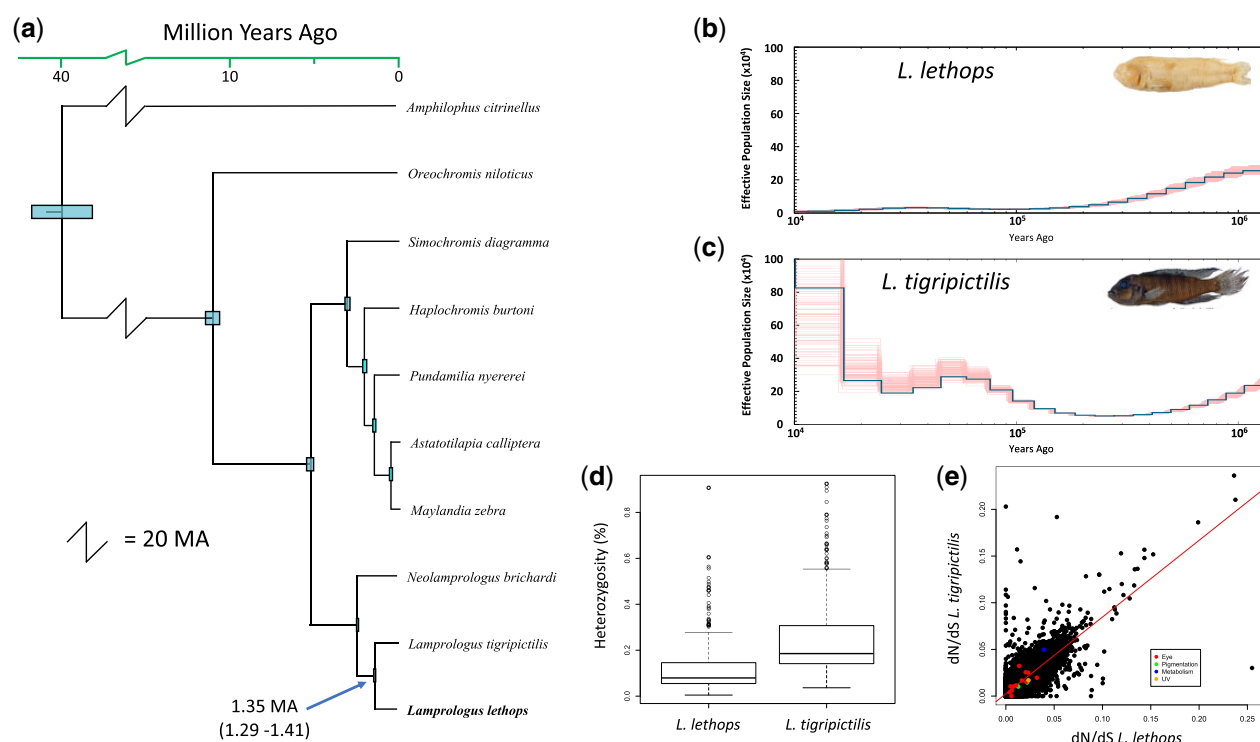 (a)
Million Years Ago
40
10
0
Amphilophus citrinellus
Oreochromis niloticus
Simochromis diagramma
Haplochromis burtoni
Pundamilia nyererei
Astatotilapia calliptera
Maylandia zebra
Neolamprologus brichardi
Lamprologus tigripictilis
Lamprologus lethops
= 20 MA
1.35 MA
(1.29 -1.41)
(b)
Effective Population Size (x10⁴)
100
80
60
40
20
0
L. lethops
10⁴
10⁵
10⁶
Years Ago
(c)
Effective Population Size (x10⁴)
100
80
60
40
20
0
L. tigripictilis
10⁴
10⁵
10⁶
Years Ago
(d)
Heterozygosity (%)
0.8
0.6
0.4
0.2
0.0
L. lethops
L. tigripictilis
(e)
dN/dS L. tigripictilis
0.20
0.15
0.10
0.05
0.00
Eye
Pigmentation
Metabolism
UV
0.00
0.05
0.10
0.15
0.20
0.25
dN/dS L. lethops